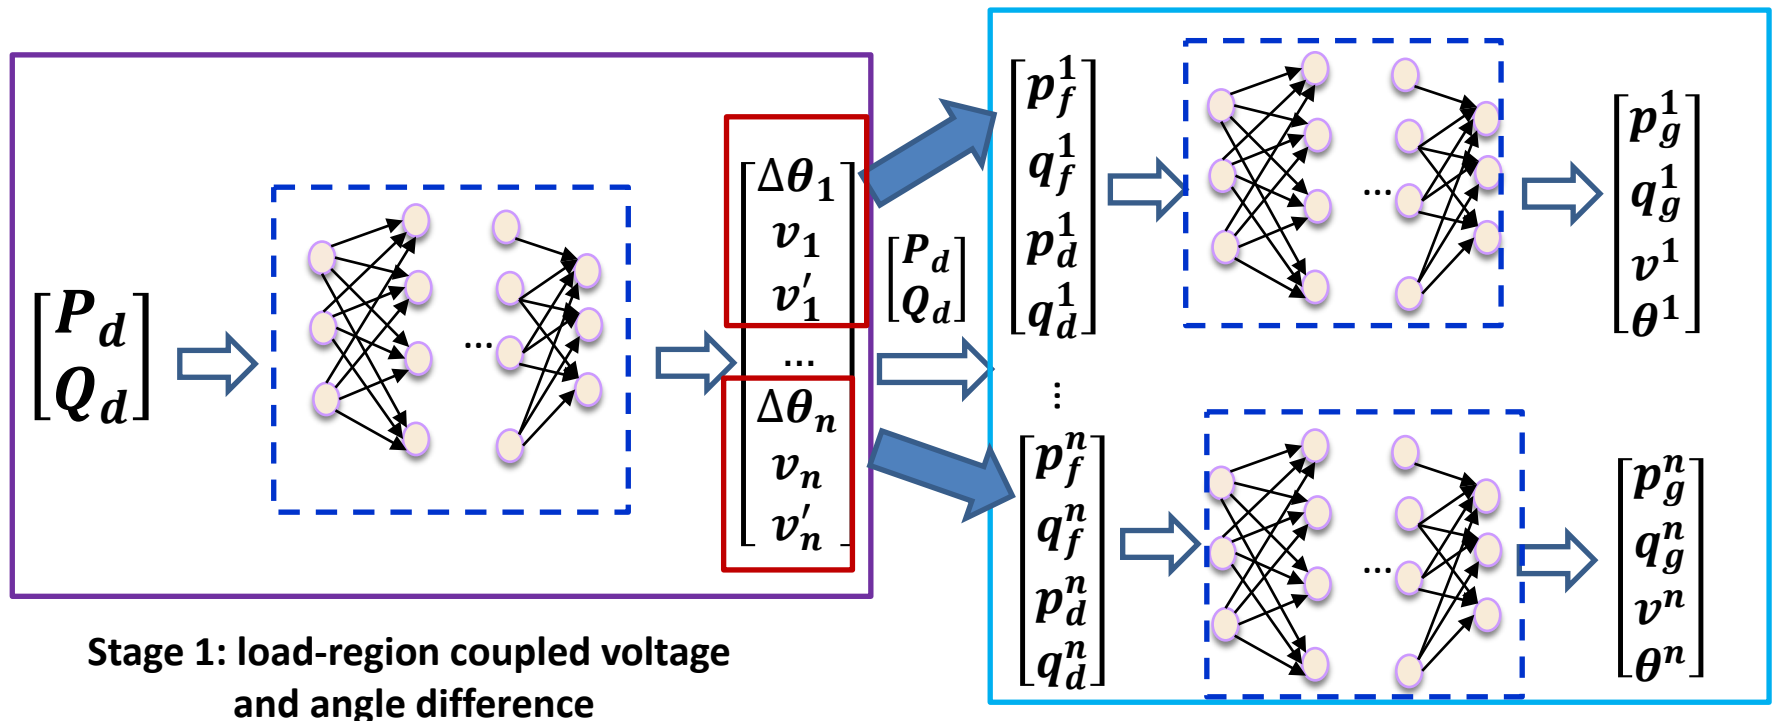 [P_d
Q_d]
...
[Δθ_1
v_1
v'_1
...
Δθ_n
v_n
v'_n]
[P_d
Q_d]
[p_f^1
q_f^1
p_d^1
q_d^1]
...
[p_g^1
q_g^1
v^1
θ^1]
⋮
[p_f^n
q_f^n
p_d^n
q_d^n]
...
[p_g^n
q_g^n
v^n
θ^n]
Stage 1: load-region coupled voltage
and angle difference